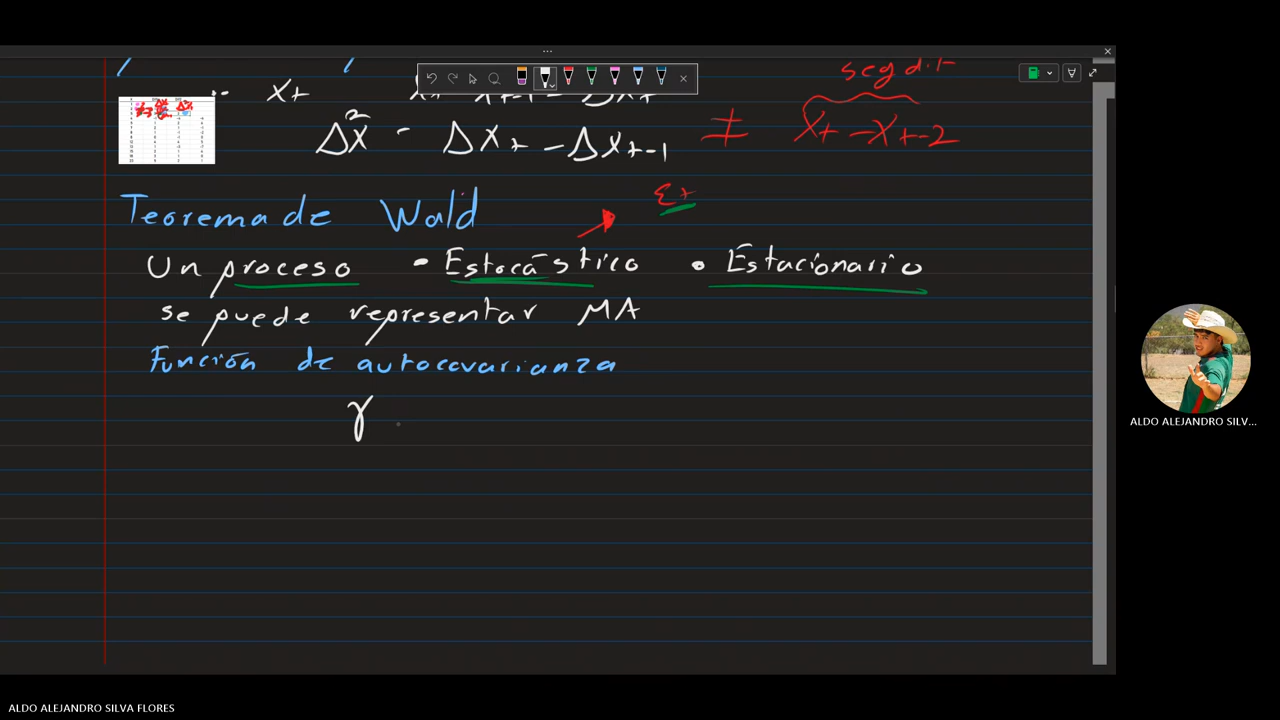 seg dif
Xt
Δ²X - ΔXt - ΔXt-1 ≠ Xt - Xt-2
Teorema de Wald
Εt
Un proceso • Estocástico • Estacionario
se puede representar MA
Función de autocovarianza
γ
ALDO ALEJANDRO SILV...
ALDO ALEJANDRO SILVA FLORES